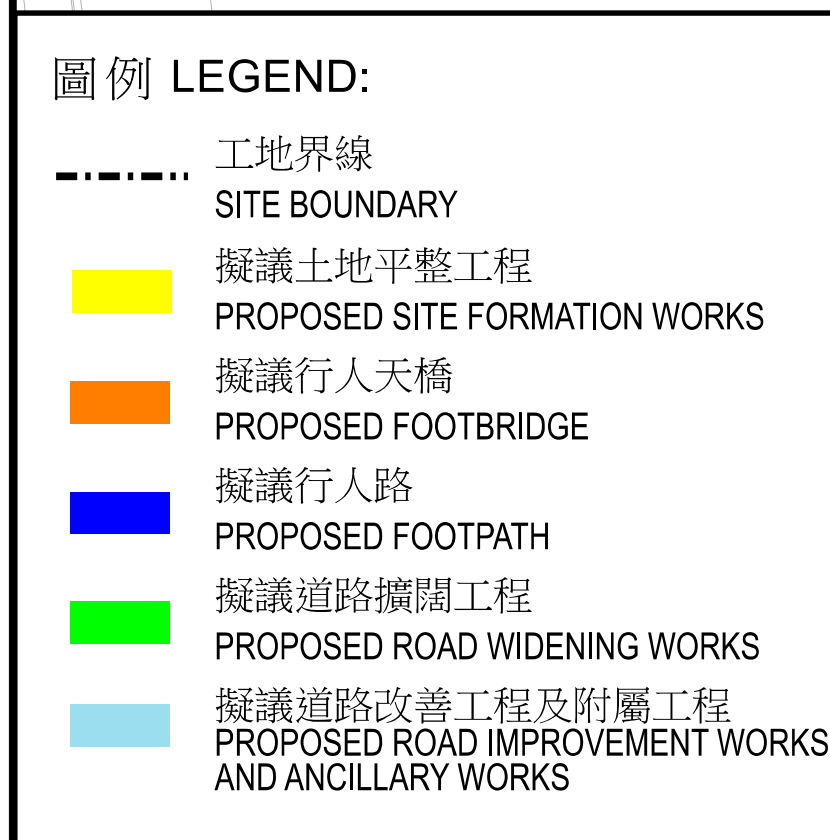 圖例 LEGEND:
工地界線
SITE BOUNDARY
擬議土地平整工程
PROPOSED SITE FORMATION WORKS
擬議行人天橋
PROPOSED FOOTBRIDGE
擬議行人路
PROPOSED FOOTPATH
擬議道路擴闊工程
PROPOSED ROAD WIDENING WORKS
擬議道路改善工程及附屬工程
PROPOSED ROAD IMPROVEMENT WORKS
AND ANCILLARY WORKS